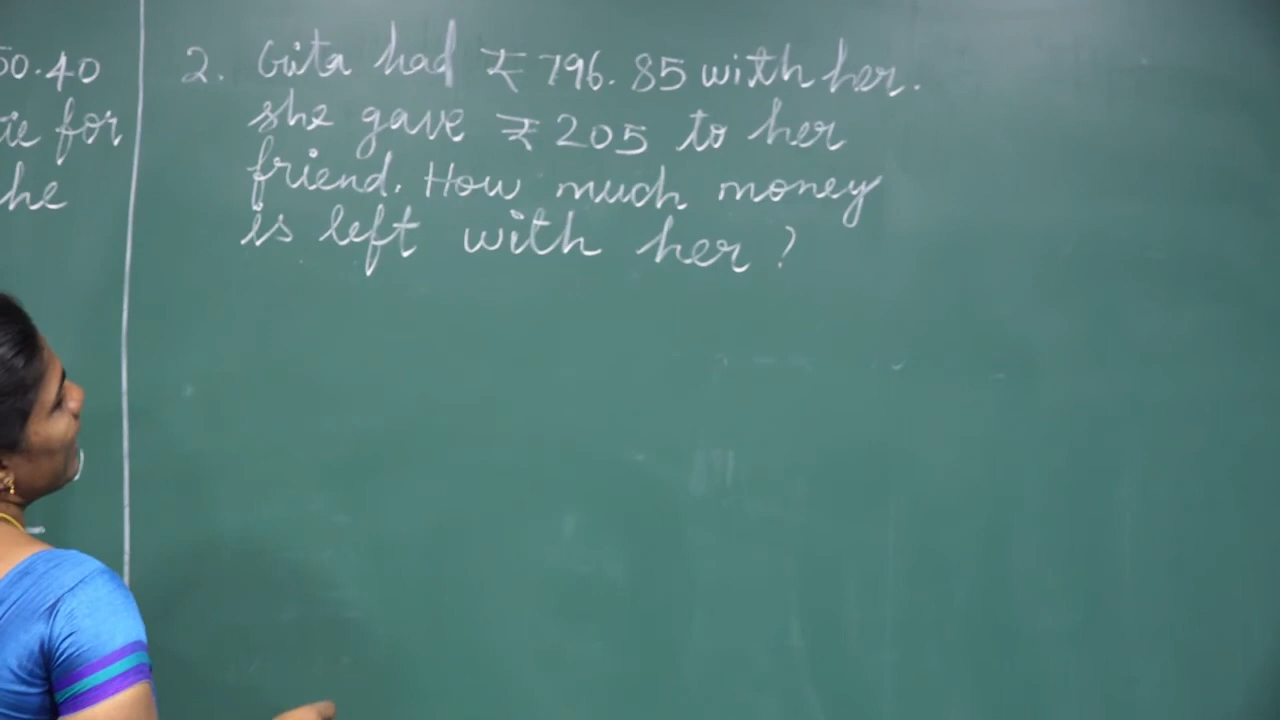 50.40
for
he
2. Gita had ₹ 796.85 with her.
she gave ₹ 205 to her
friend. How much money
is left with her?